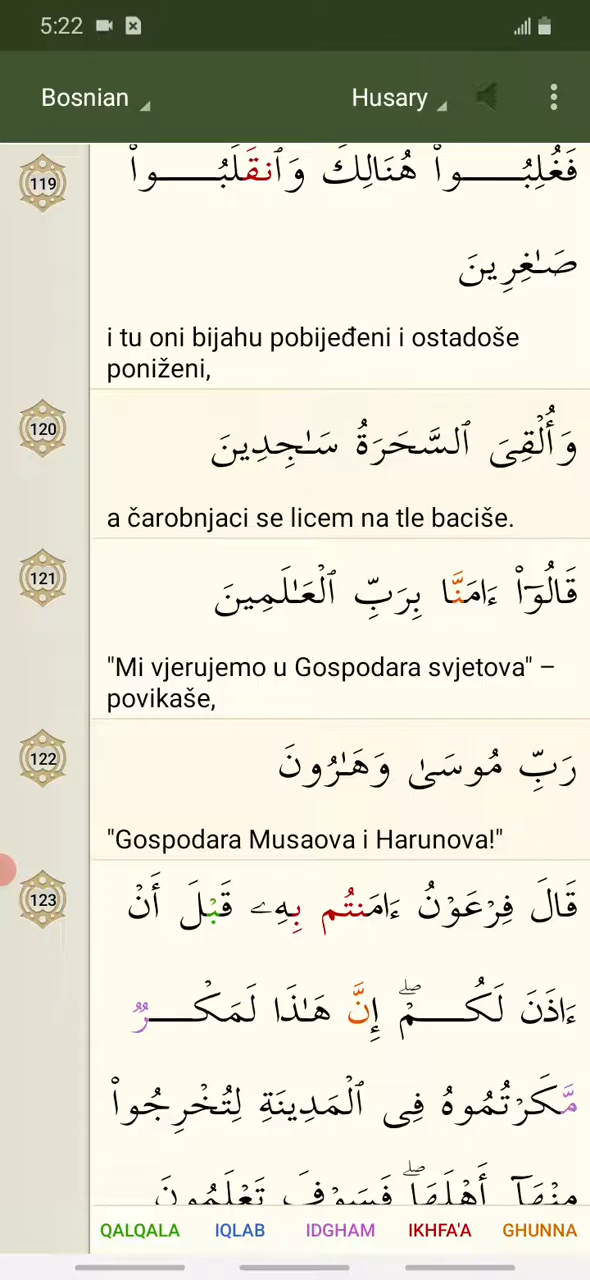 5:22
Bosnian
Husary
119
فَغُلِبُوا۟ هُنَالِكَ وَٱنقَلَبُوا۟
صَـٰغِرِينَ
i tu oni bijahu pobijeđeni i ostadoše
poniženi,
120
وَأُلْقِىَ ٱلسَّحَرَةُ سَـٰجِدِينَ
a čarobnjaci se licem na tle baciše.
121
قَالُوٓا۟ ءَامَنَّا بِرَبِّ ٱلْعَـٰلَمِينَ
"Mi vjerujemo u Gospodara svjetova" –
povikaše,
122
رَبِّ مُوسَىٰ وَهَـٰرُونَ
"Gospodara Musaova i Harunova!"
123
قَالَ فِرْعَوْنُ ءَامَنتُم بِهِۦ قَبْلَ أَنْ
ءَاذَنَ لَكُمْ ۖ إِنَّ هَـٰذَا لَمَكْرٌ
مَّكَرْتُمُوهُ فِى ٱلْمَدِينَةِ لِتُخْرِجُوا۟
مِنْهَآ أَهْلَهَا ۖ فَسَوْفَ تَعْلَمُونَ
QALQALA IQLAB IDGHAM IKHFA'A GHUNNA